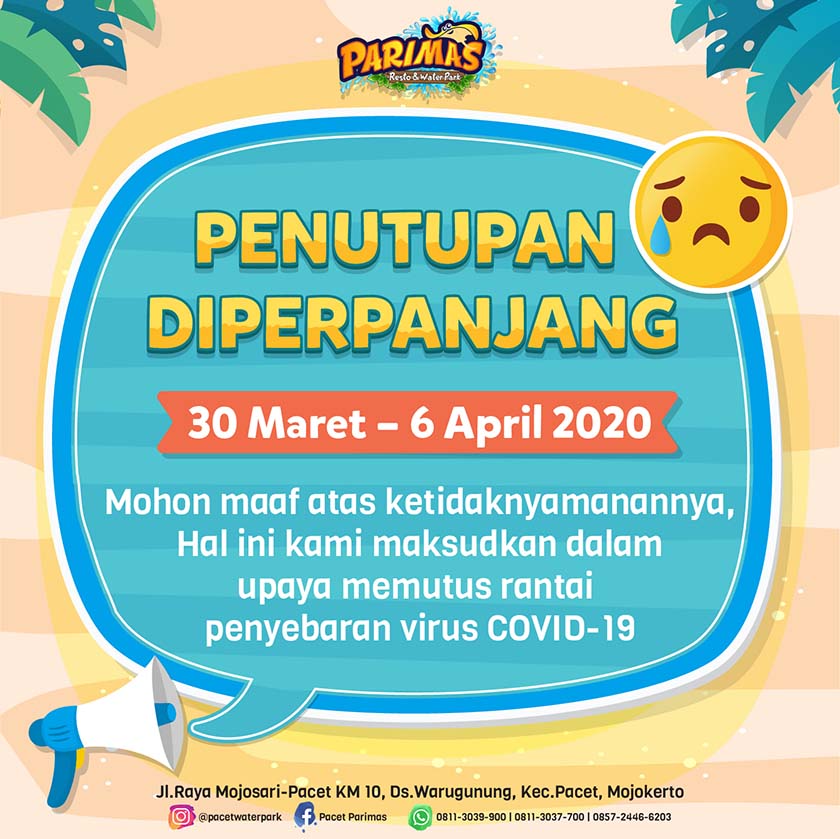 PARIMAS
Resto & Water Park
PENUTUPAN
DIPERPANJANG
30 Maret – 6 April 2020
Mohon maaf atas ketidaknyamanannya,
Hal ini kami maksudkan dalam
upaya memutus rantai
penyebaran virus COVID-19
Jl.Raya Mojosari-Pacet KM 10, Ds.Warugunung, Kec.Pacet, Mojokerto
@pacetwaterpark Pacet Parimas 0811-3039-900 | 0811-3037-700 | 0857-2446-6203